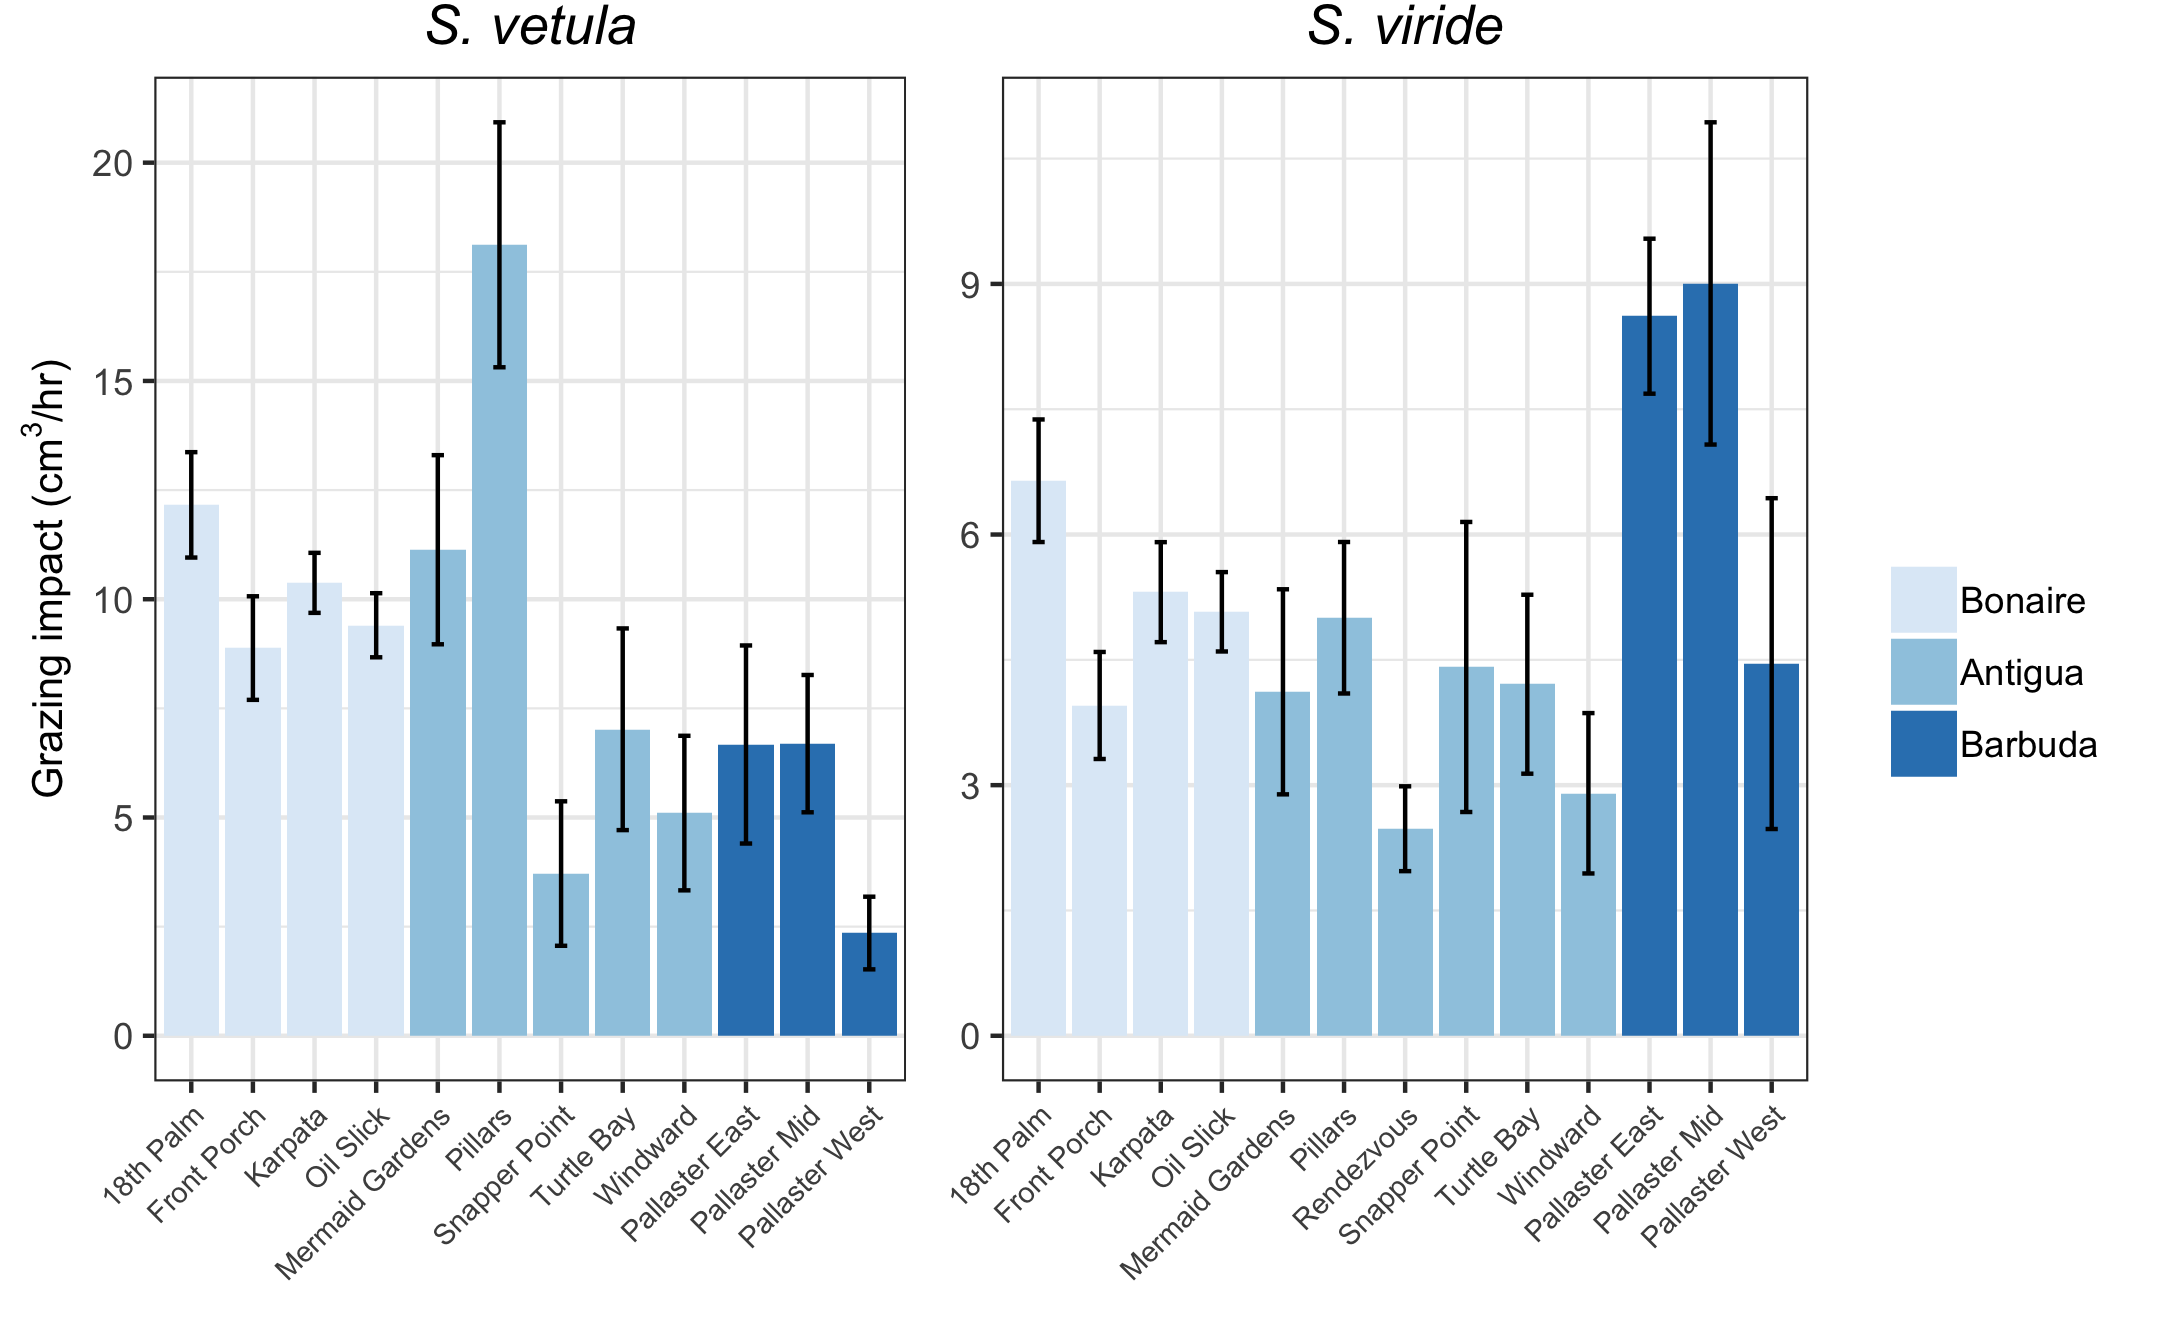 S. vetula
S. viride
Grazing impact (cm³/hr)
20
15
10
5
0
18th Palm
Front Porch
Karpata
Oil Slick
Mermaid Gardens
Pillars
Snapper Point
Turtle Bay
Windward
Pallaster East
Pallaster Mid
Pallaster West
9
6
3
0
18th Palm
Front Porch
Karpata
Oil Slick
Mermaid Gardens
Pillars
Rendezvous
Snapper Point
Turtle Bay
Windward
Pallaster East
Pallaster Mid
Pallaster West
Bonaire
Antigua
Barbuda